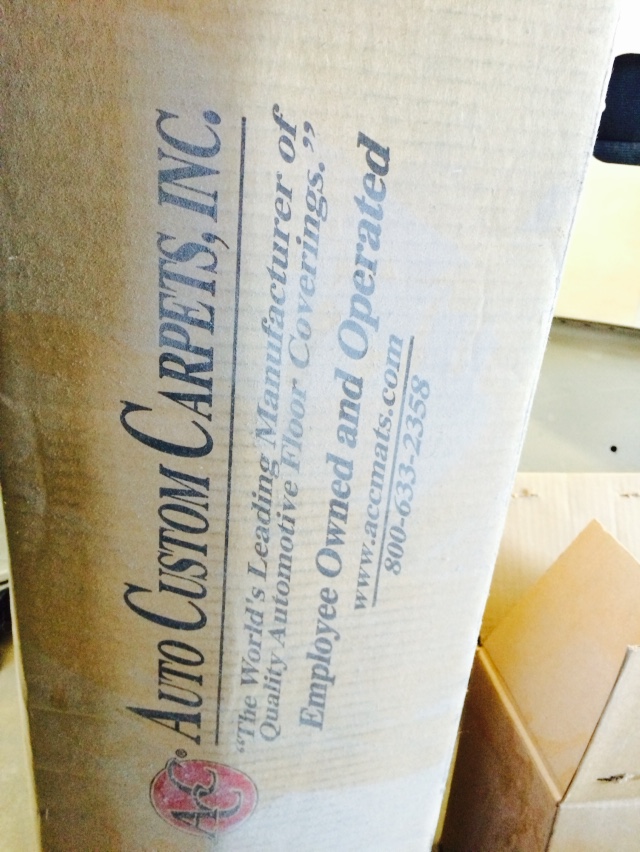 ACC® AUTO CUSTOM CARPETS, INC.
“The World's Leading Manufacturer of
Quality Automotive Floor Coverings.”
Employee Owned and Operated
www.accmats.com
800-633-2358